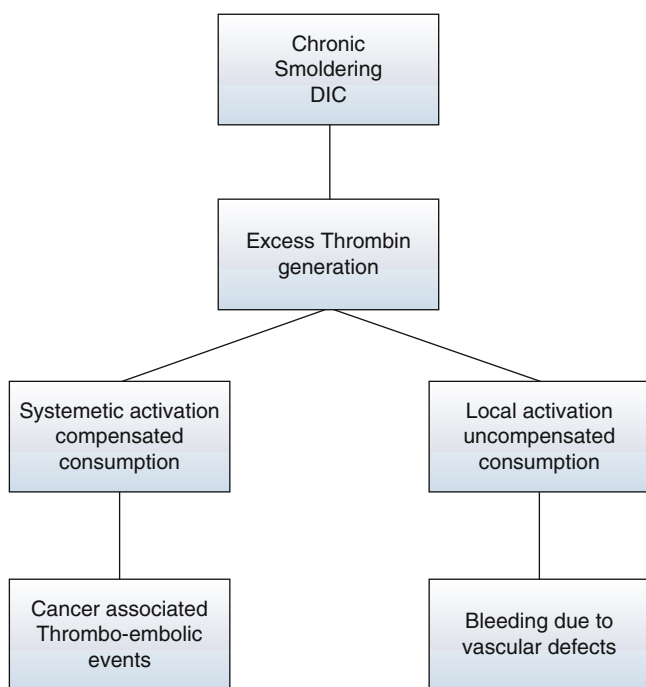 Chronic
Smoldering
DIC
Excess Thrombin
generation
Systemetic activation
compensated
consumption
Local activation
uncompensated
consumption
Cancer associated
Thrombo-embolic
events
Bleeding due to
vascular defects